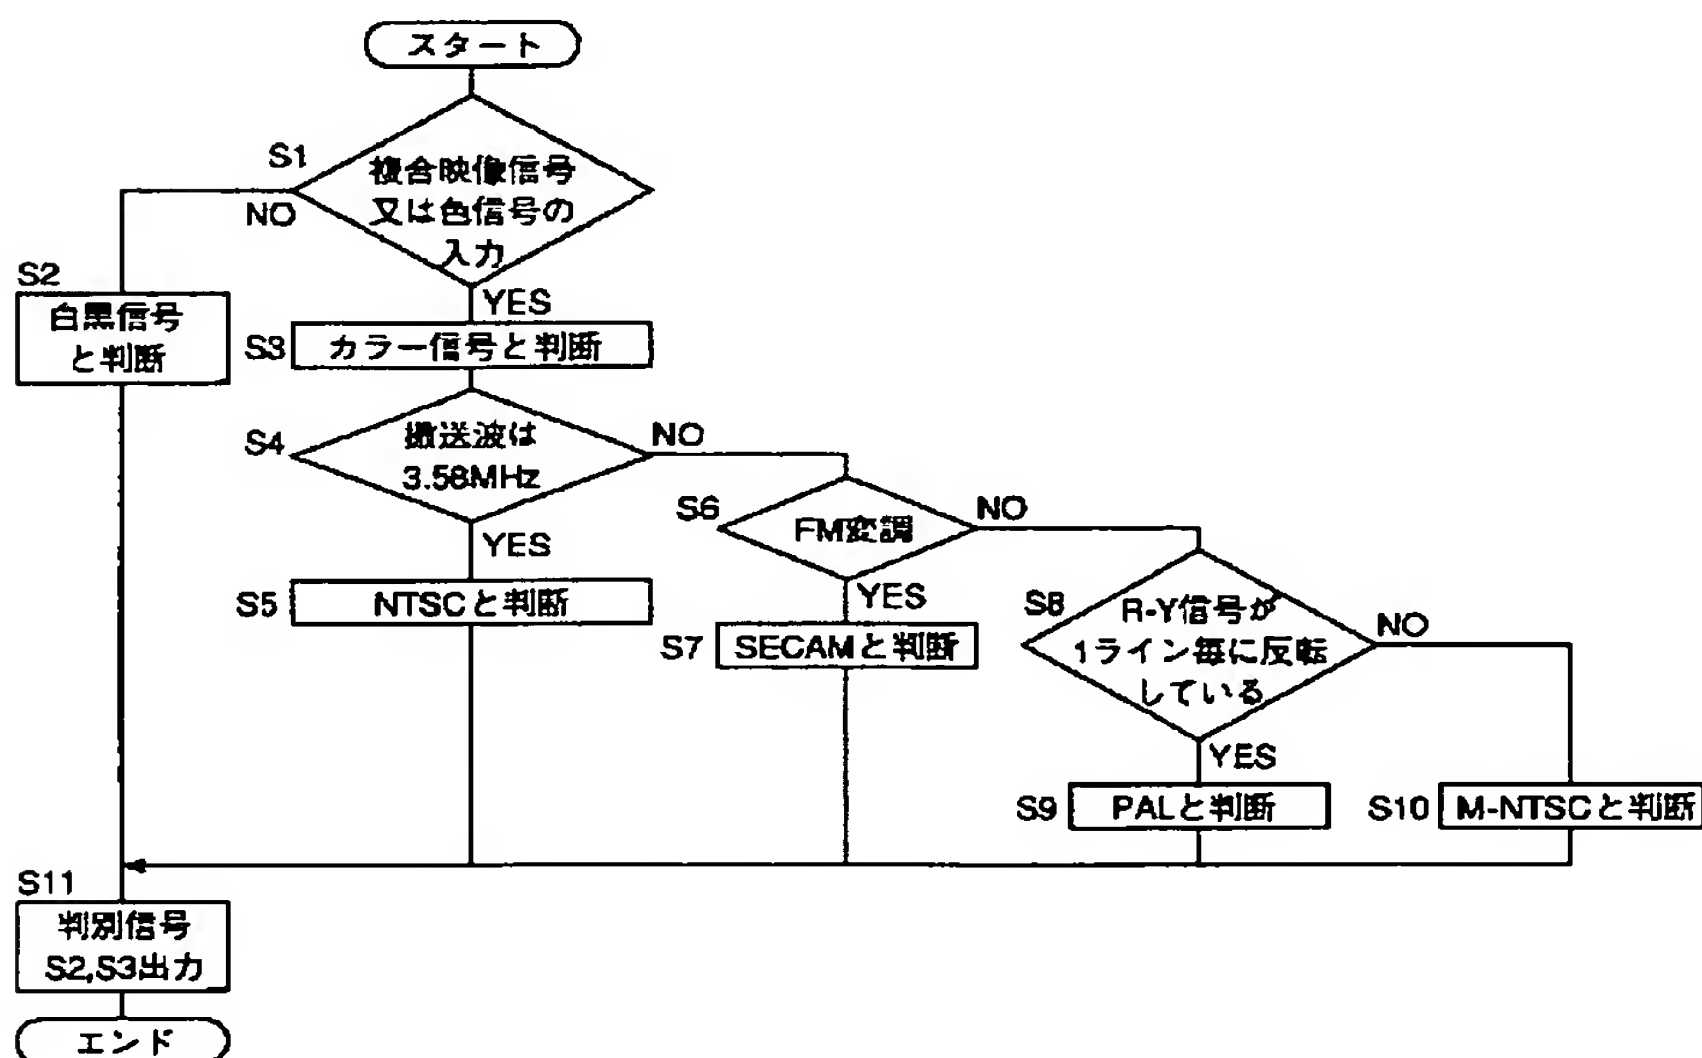 スタート
S1
複合映像信号
又は色信号の
入力
NO
YES
S2
白黒信号
と判断
S3
カラー信号と判断
S4
搬送波は
3.58MHz
NO
YES
S5
NTSCと判断
S6
FM変調
NO
YES
S7
SECAMと判断
S8
R-Y信号が
1ライン毎に反転
している
NO
YES
S9
PALと判断
S10
M-NTSCと判断
S11
判別信号
S2,S3出力
エンド